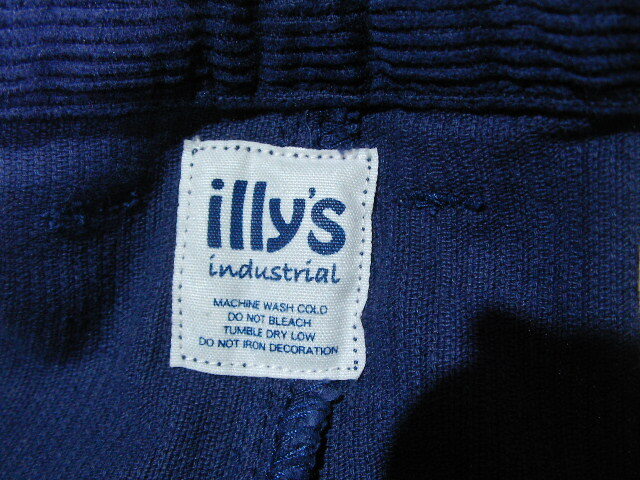 illy's
industrial
MACHINE WASH COLD
DO NOT BLEACH
TUMBLE DRY LOW
DO NOT IRON DECORATION